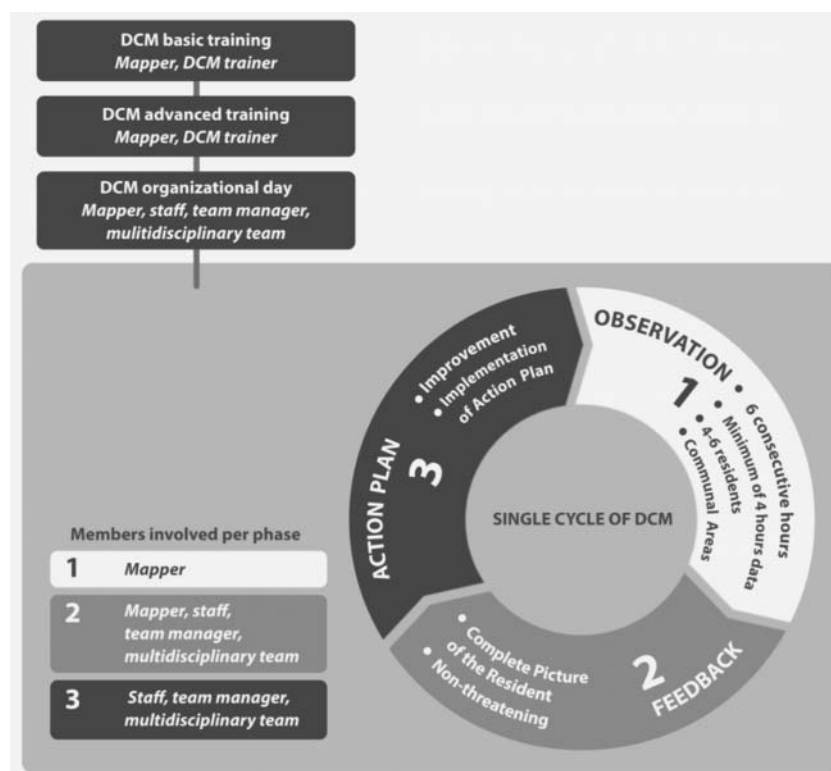 DCM basic training
Mapper, DCM trainer
DCM advanced training
Mapper, DCM trainer
DCM organizational day
Mapper, staff, team manager,
mulitidisciplinary team
OBSERVATION
1
• 6 consecutive hours
• Minimum of 4 hours data
• 4-6 residents
• Communal Areas
2
FEEDBACK
• Complete Picture
of the Resident
• Non-threatening
ACTION PLAN
3
• Improvement
• Implementation
of Action Plan
SINGLE CYCLE OF DCM
Members involved per phase
1 Mapper
2 Mapper, staff,
team manager,
multidisciplinary team
3 Staff, team manager,
multidisciplinary team